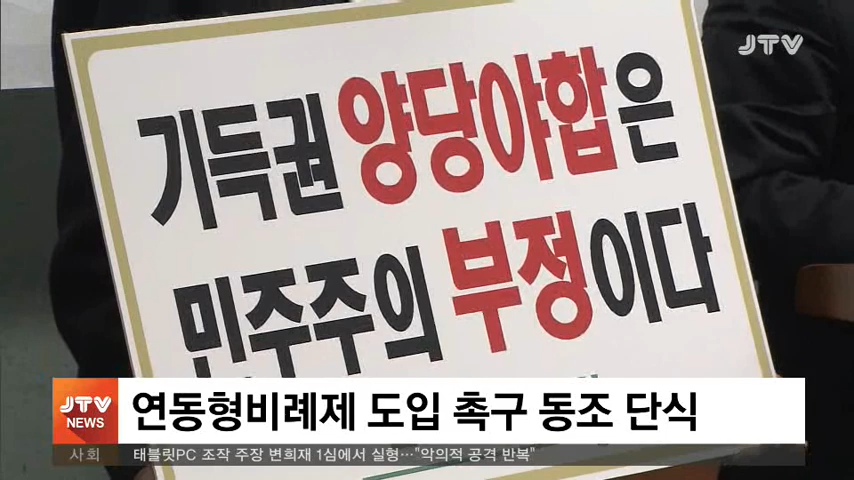 JTV
기득권 양당야합은
민주주의 부정이다
JTV
NEWS
연동형비례제 도입 촉구 동조 단식
사회
태블릿PC 조작 주장 변희재 1심에서 실형…"악의적 공격 반복"